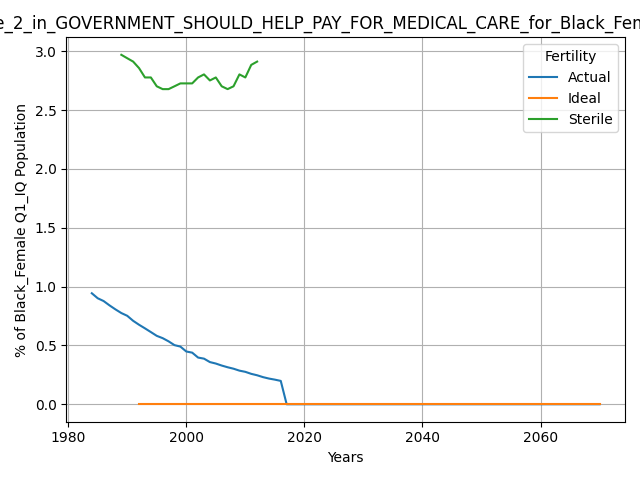 e_2_in_GOVERNMENT_SHOULD_HELP_PAY_FOR_MEDICAL_CARE_for_Black_Fem
3.0
2.5
2.0
1.5
1.0
0.5
0.0
% of Black_Female Q1_IQ Population
Fertility
Actual
Ideal
Sterile
1980 2000 2020 2040 2060
Years